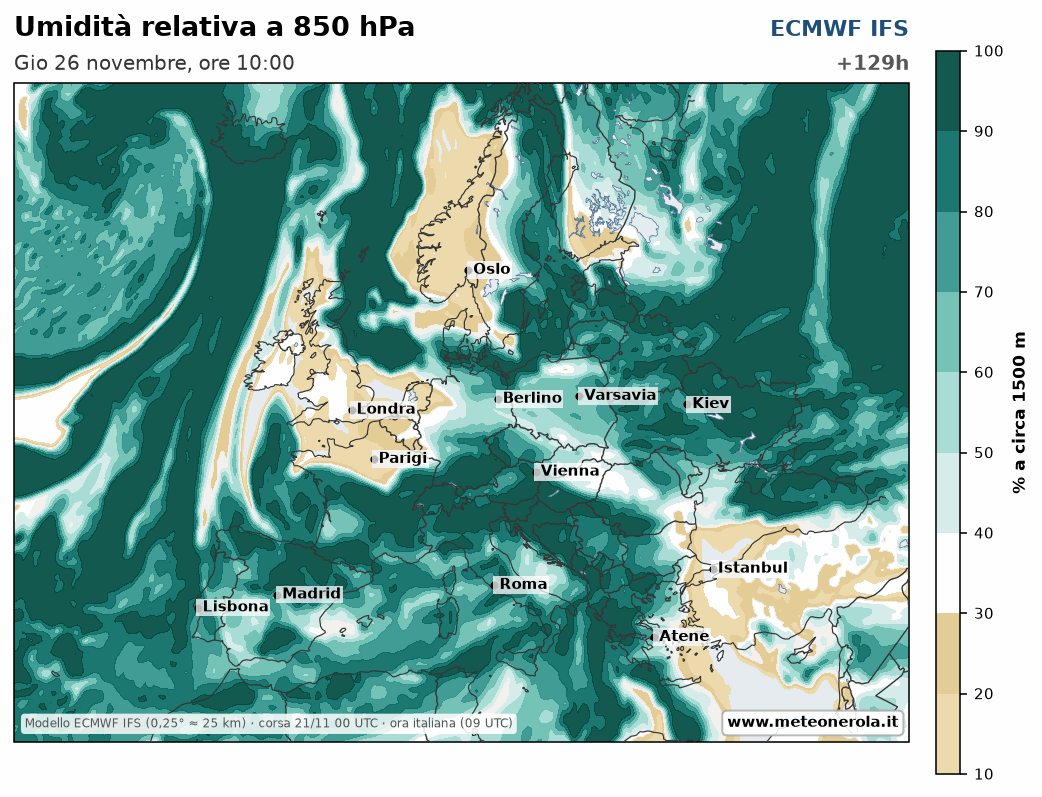 Umidità relativa a 850 hPa
ECMWF IFS
Gio 26 novembre, ore 10:00
+129h
100
90
80
70
60
50
40
30
20
10
% a circa 1500 m
Oslo
Berlino
Varsavia
Kiev
Londra
Parigi
Vienna
Istanbul
Roma
Madrid
Lisbona
Atene
Modello ECMWF IFS (0,25° ≈ 25 km) · corsa 21/11 00 UTC · ora italiana (09 UTC)
www.meteonerola.it